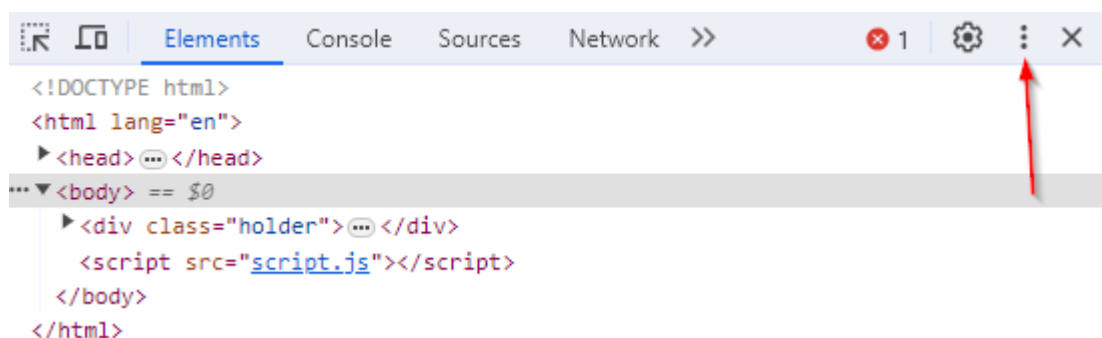 Elements Console Sources Network >> 1
<!DOCTYPE html>
<html lang="en">
<head>…</head>
… <body> == $0
<div class="holder">…</div>
<script src="script.js"></script>
</body>
</html>